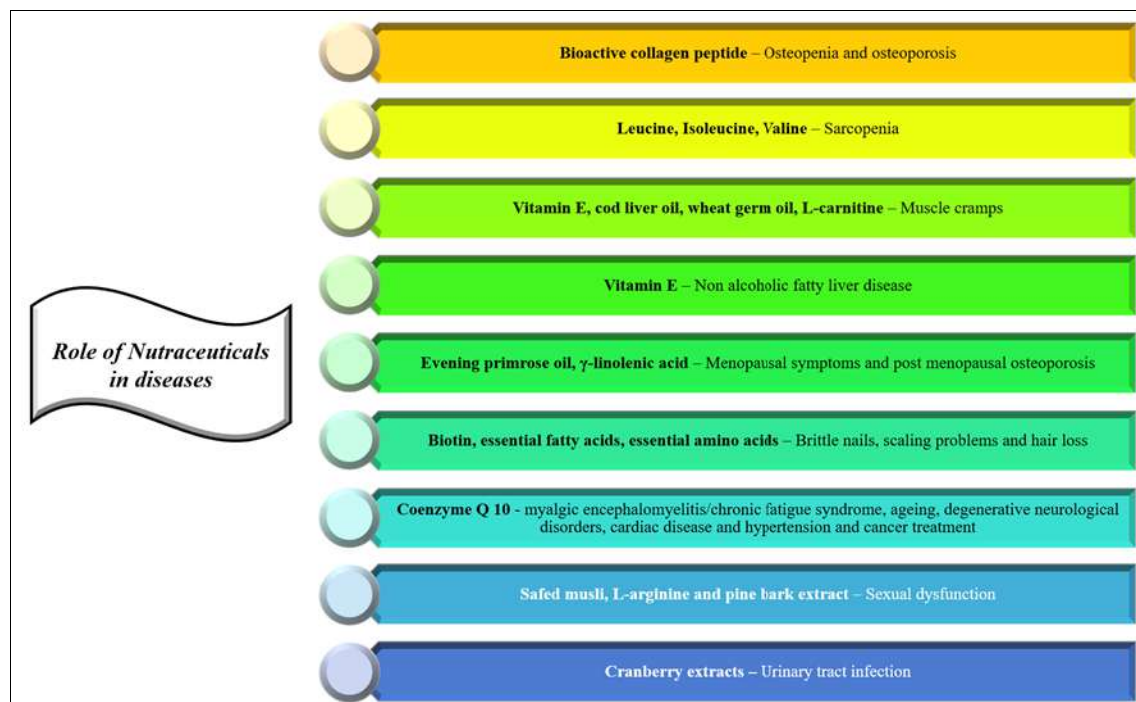 Role of Nutraceuticals
in diseases
Bioactive collagen peptide – Osteopenia and osteoporosis
Leucine, Isoleucine, Valine – Sarcopenia
Vitamin E, cod liver oil, wheat germ oil, L-carnitine – Muscle cramps
Vitamin E – Non alcoholic fatty liver disease
Evening primrose oil, γ-linolenic acid – Menopausal symptoms and post menopausal osteoporosis
Biotin, essential fatty acids, essential amino acids – Brittle nails, scaling problems and hair loss
Coenzyme Q 10 - myalgic encephalomyelitis/chronic fatigue syndrome, ageing, degenerative neurological
disorders, cardiac disease and hypertension and cancer treatment
Safed musli, L-arginine and pine bark extract – Sexual dysfunction
Cranberry extracts – Urinary tract infection